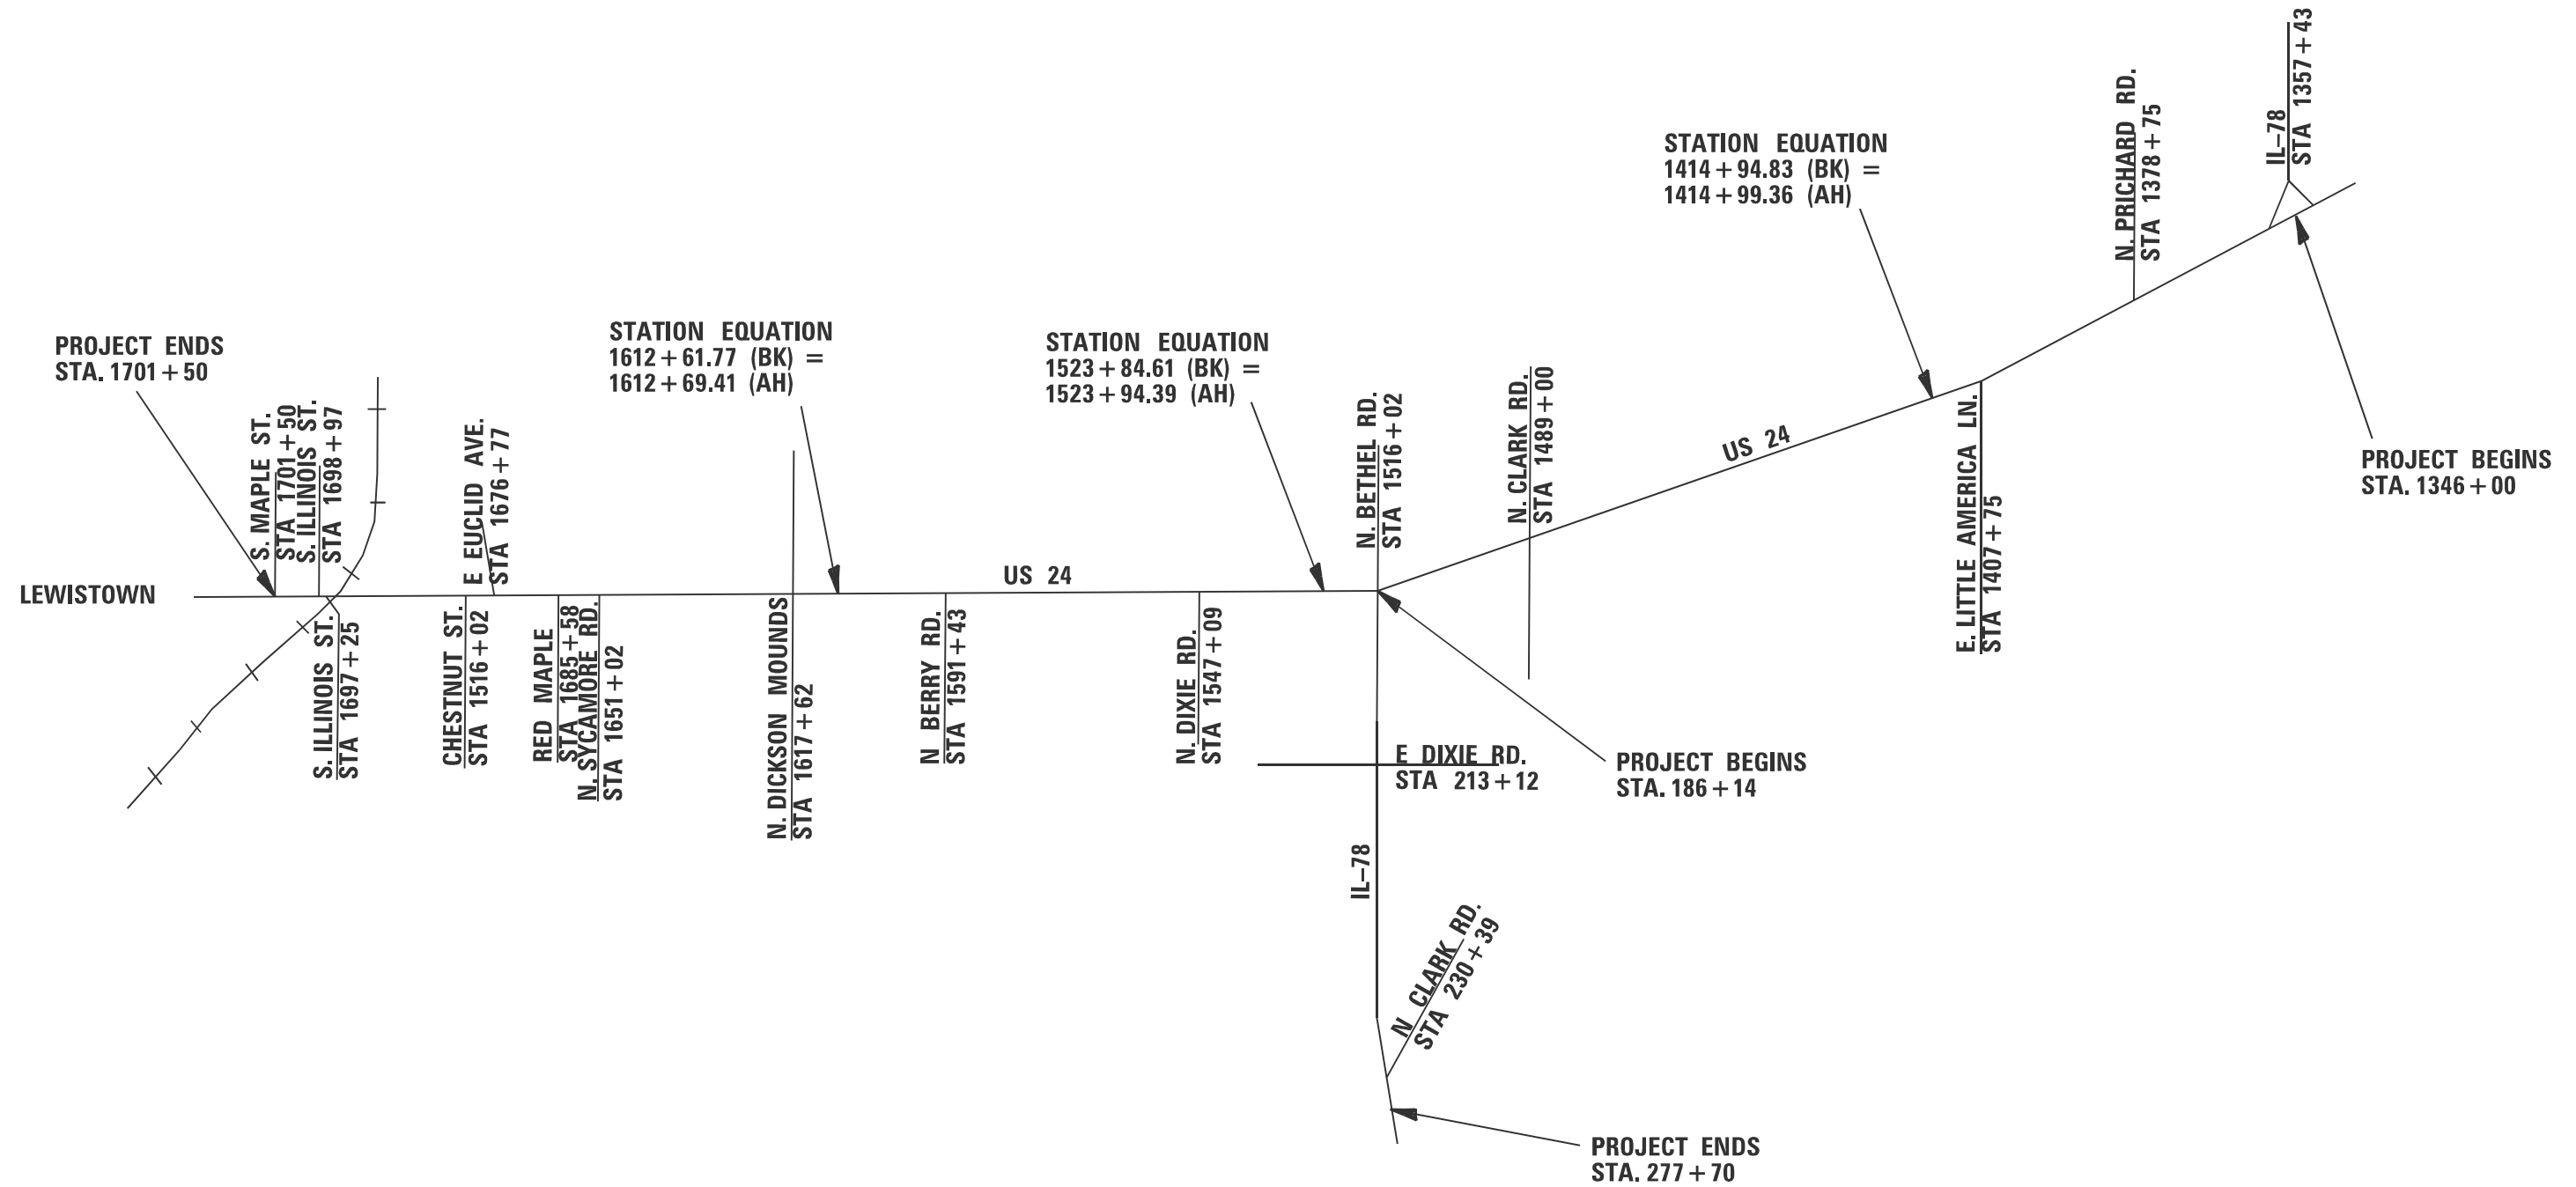 IL-78
STA 1357+43
N. PRICHARD RD.
STA 1378+75
STATION EQUATION
1414+94.83 (BK) =
1414+99.36 (AH)
PROJECT BEGINS
STA. 1346+00
PROJECT ENDS
STA. 1701+50
STATION EQUATION
1612+61.77 (BK) =
1612+69.41 (AH)
STATION EQUATION
1523+84.61 (BK) =
1523+94.39 (AH)
S. MAPLE ST.
STA 1701+50
S. ILLINOIS ST.
STA 1698+97
E EUCLID AVE.
STA 1676+77
N. BETHEL RD.
STA 1516+02
N. CLARK RD.
STA 1489+00
US 24
E. LITTLE AMERICA LN.
STA 1407+75
LEWISTOWN
US 24
S. ILLINOIS ST.
STA 1697+25
CHESTNUT ST.
STA 1516+02
RED MAPLE
STA 1685+58
N. SYCAMORE RD.
STA 1651+02
N. DICKSON MOUNDS
STA 1617+62
N BERRY RD.
STA 1591+43
N. DIXIE RD.
STA 1547+09
E DIXIE RD.
STA 213+12
PROJECT BEGINS
STA. 186+14
IL-78
N CLARK RD.
STA 230+39
PROJECT ENDS
STA. 277+70